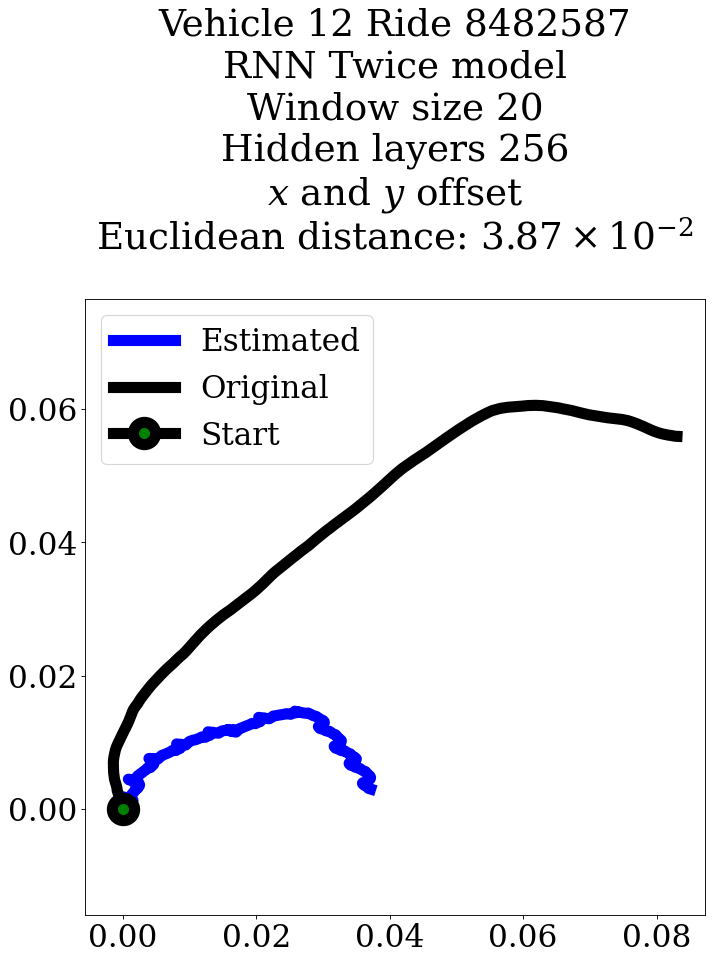 Vehicle 12 Ride 8482587
RNN Twice model
Window size 20
Hidden layers 256
x and y offset
Euclidean distance: 3.87 × 10⁻²
Estimated
Original
Start
0.06
0.04
0.02
0.00
0.00 0.02 0.04 0.06 0.08